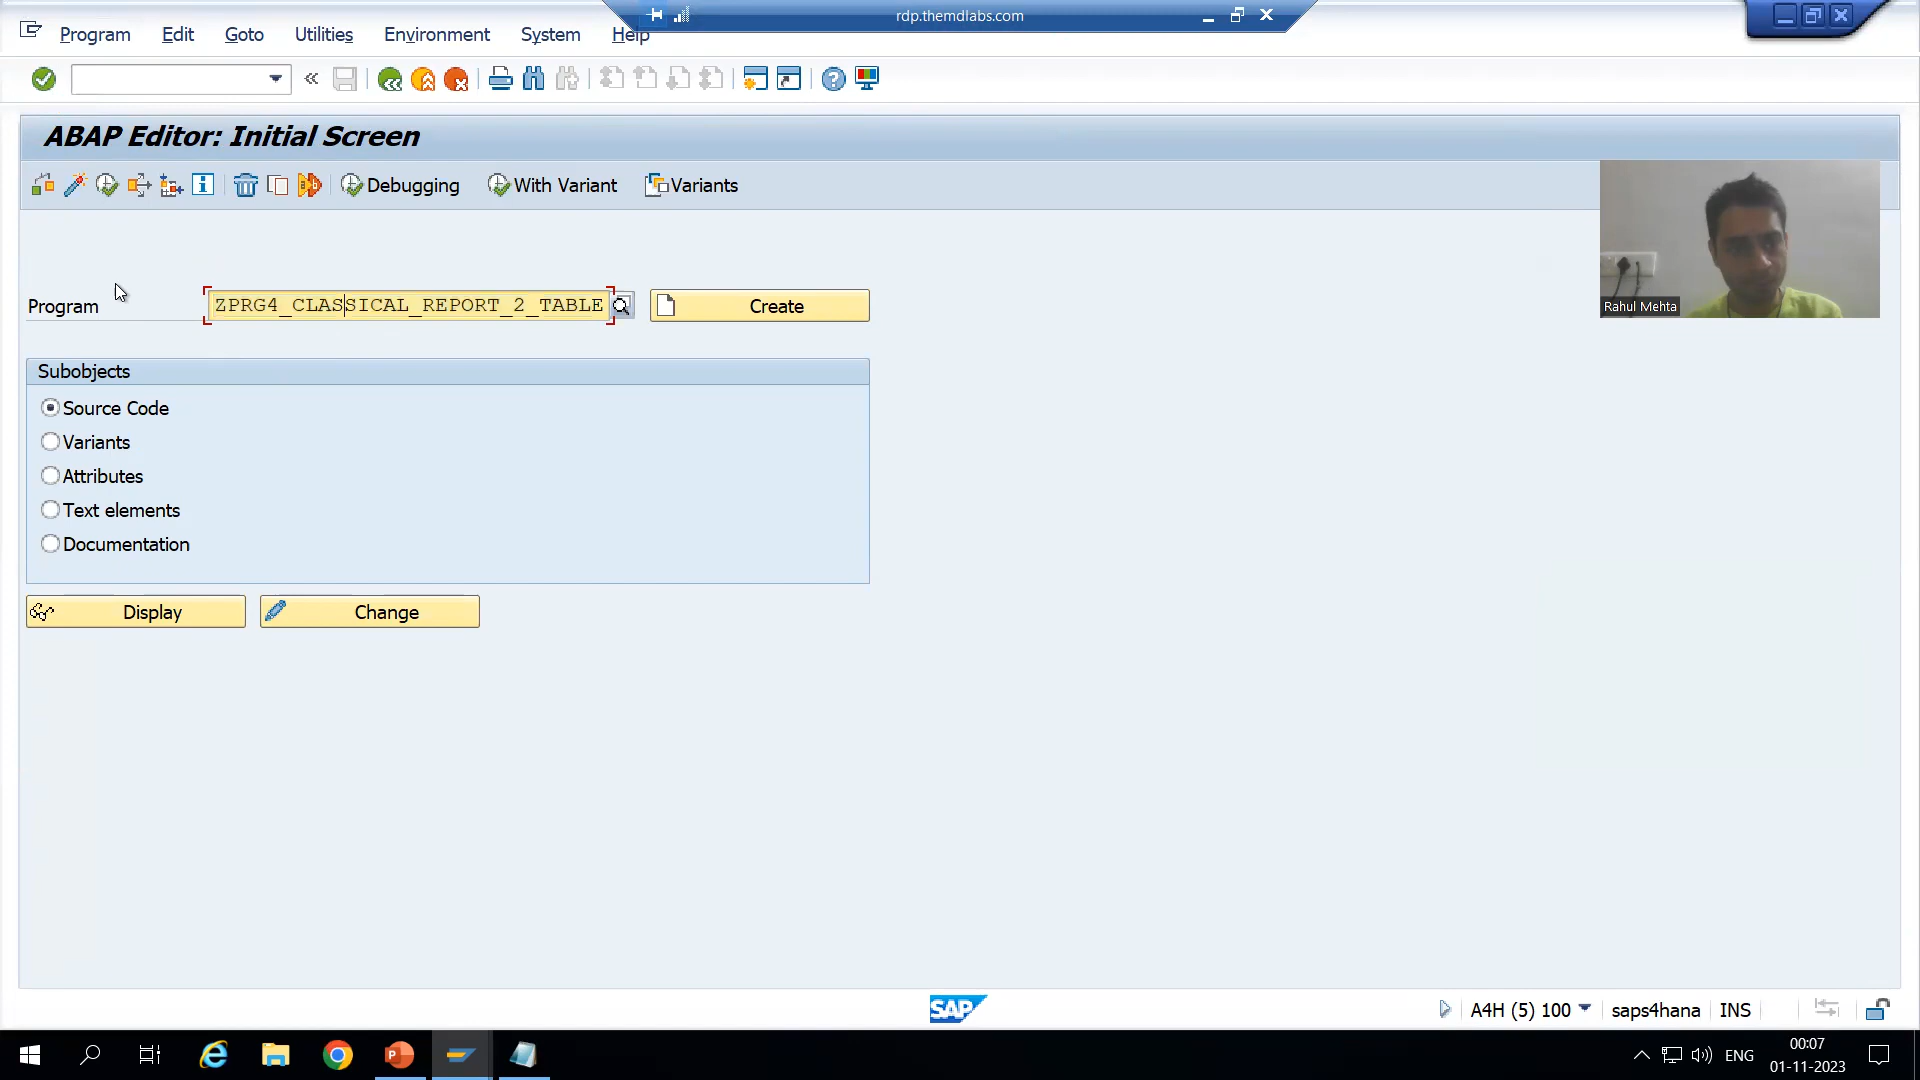 rdp.themdlabs.com
Program Edit Goto Utilities Environment System Help
ABAP Editor: Initial Screen
Debugging With Variant Variants
Rahul Mehta
Program ZPRG4_CLASSICAL_REPORT_2_TABLE Create
Subobjects
Source Code
Variants
Attributes
Text elements
Documentation
Display Change
SAP A4H (5) 100 saps4hana INS
ENG 00:07
01-11-2023